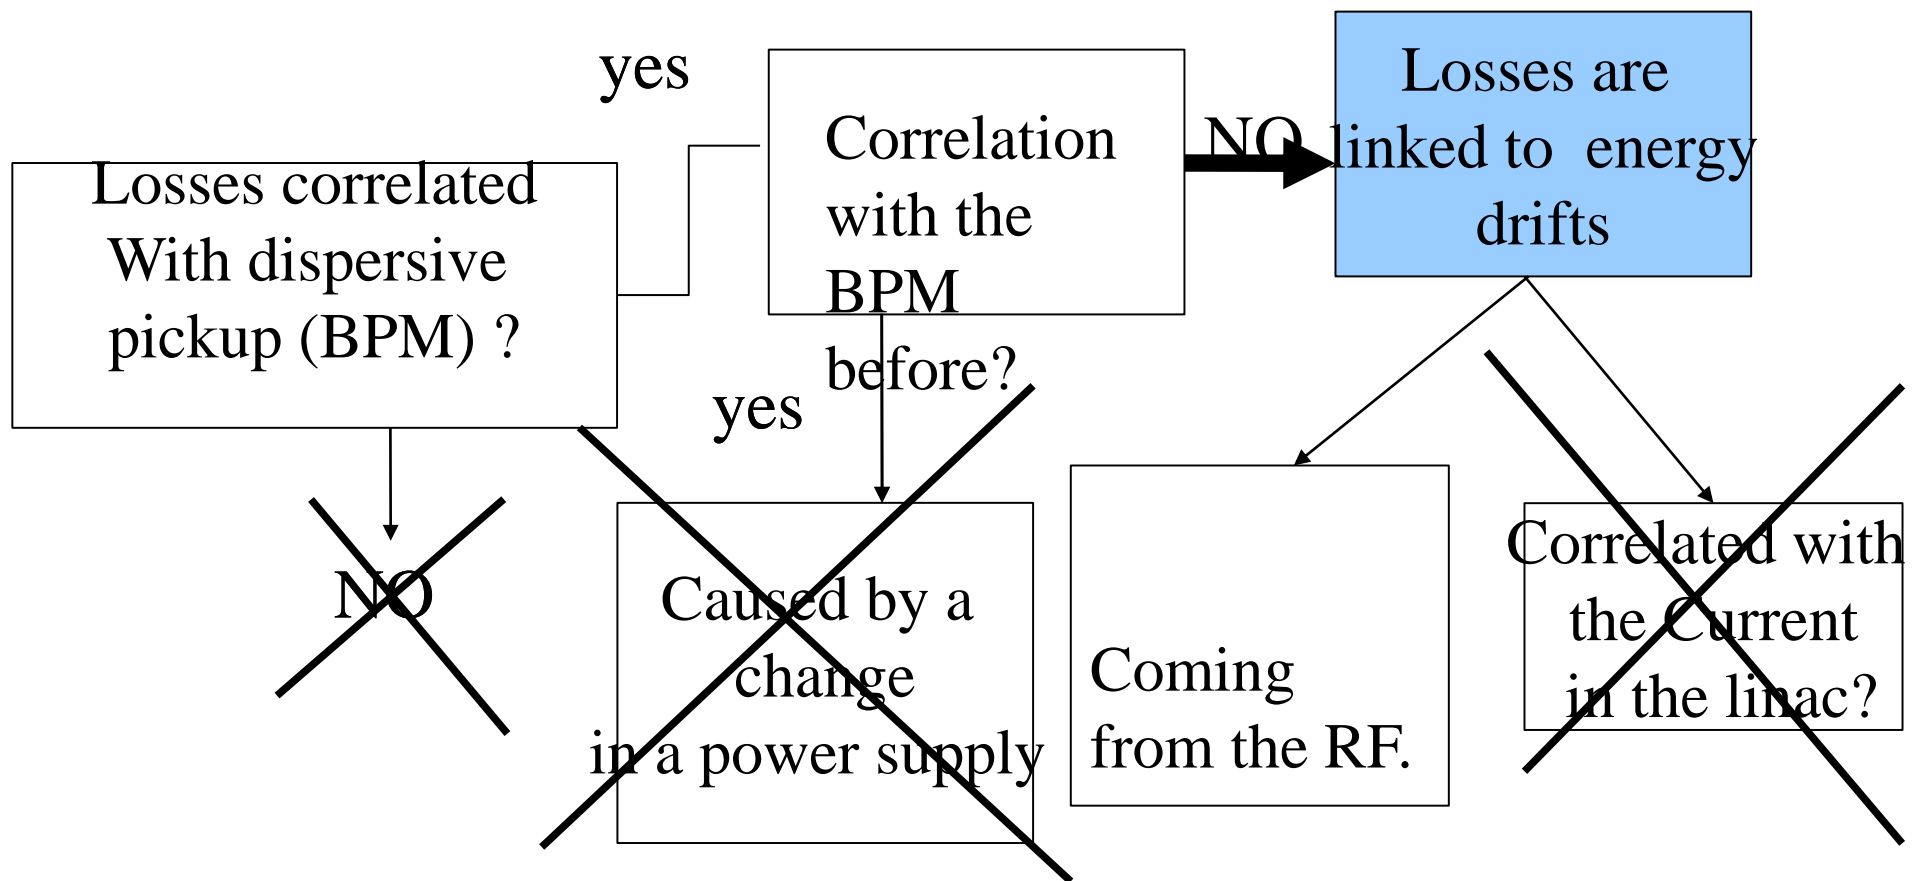 Losses correlated
With dispersive
pickup (BPM) ?
yes
Correlation
with the
BPM
before?
NO
Losses are
linked to  energy
drifts
NO
yes
Caused by a
change
in a power supply
Coming
from the RF.
Correlated with
the Current
in the linac?